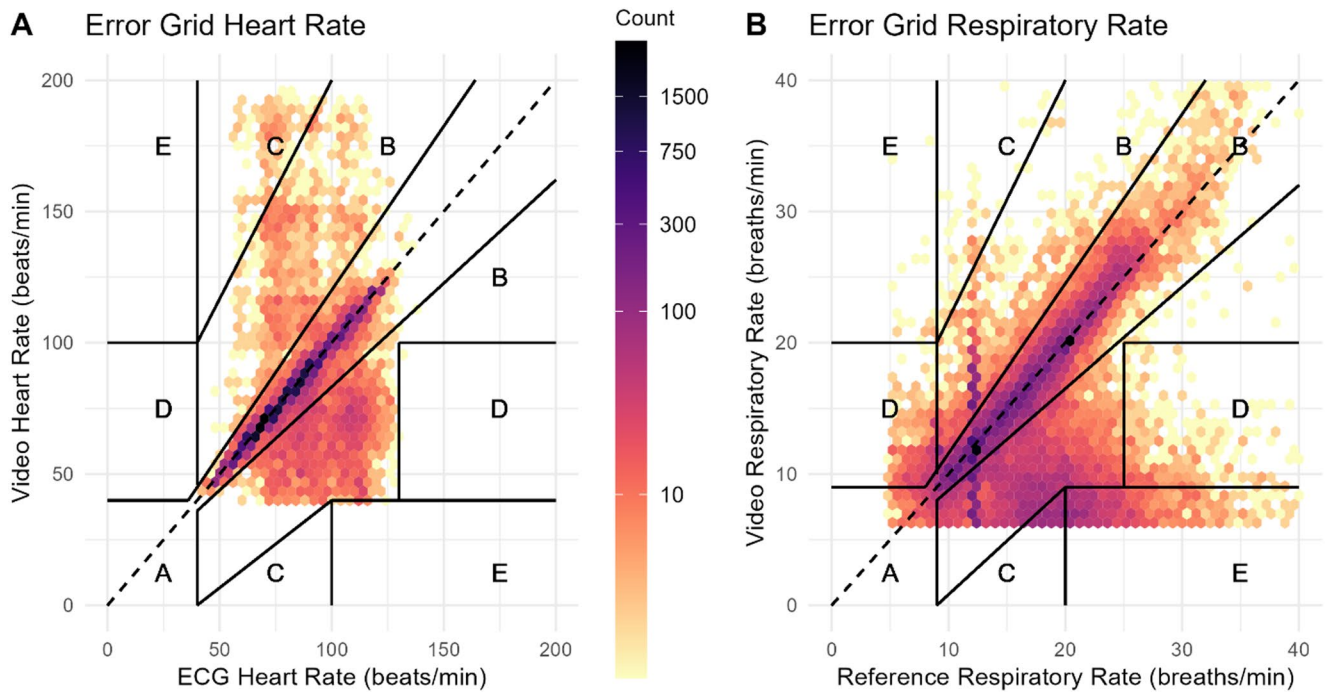 A Error Grid Heart Rate
Count
B Error Grid Respiratory Rate
200
150
100
50
0
0
50
100
150
200
Video Heart Rate (beats/min)
ECG Heart Rate (beats/min)
E
C
B
B
D
D
A
C
E
1500
750
300
100
10
40
30
20
10
0
0
10
20
30
40
Video Respiratory Rate (breaths/min)
Reference Respiratory Rate (breaths/min)
E
C
B
B
D
D
A
C
E